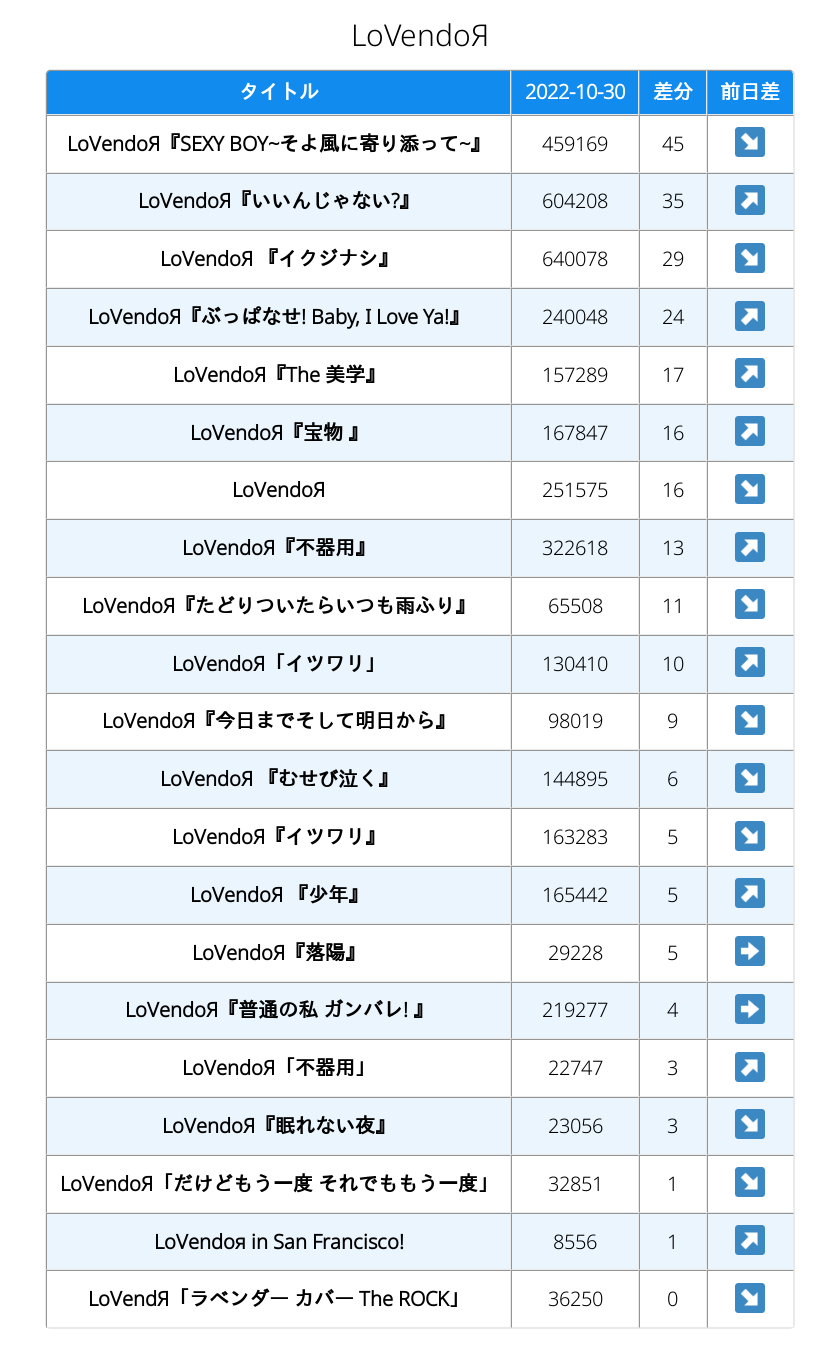 LoVendoЯ
タイトル 2022-10-30 差分 前日差
LoVendoЯ『SEXY BOY~そよ風に寄り添って~』 459169 45 ↘
LoVendoЯ『いいんじゃない?』 604208 35 ↗
LoVendoЯ 『イクジナシ』 640078 29 ↘
LoVendoЯ『ぶっぱなせ! Baby, I Love Ya!』 240048 24 ↗
LoVendoЯ『The 美学』 157289 17 ↗
LoVendoЯ『宝物 』 167847 16 ↗
LoVendoЯ 251575 16 ↘
LoVendoЯ『不器用』 322618 13 ↗
LoVendoЯ『たどりついたらいつも雨ふり』 65508 11 ↘
LoVendoЯ「イツワリ」 130410 10 ↗
LoVendoЯ『今日までそして明日から』 98019 9 ↘
LoVendoЯ 『むせび泣く』 144895 6 ↘
LoVendoЯ『イツワリ』 163283 5 ↘
LoVendoЯ 『少年』 165442 5 ↗
LoVendoЯ『落陽』 29228 5 ➡
LoVendoЯ『普通の私 ガンバレ! 』 219277 4 ➡
LoVendoЯ「不器用」 22747 3 ↗
LoVendoЯ『眠れない夜』 23056 3 ↘
LoVendoЯ「だけどもう一度 それでももう一度」 32851 1 ↘
LoVendoя in San Francisco! 8556 1 ↗
LoVendЯ「ラベンダー カバー The ROCK」 36250 0 ↘